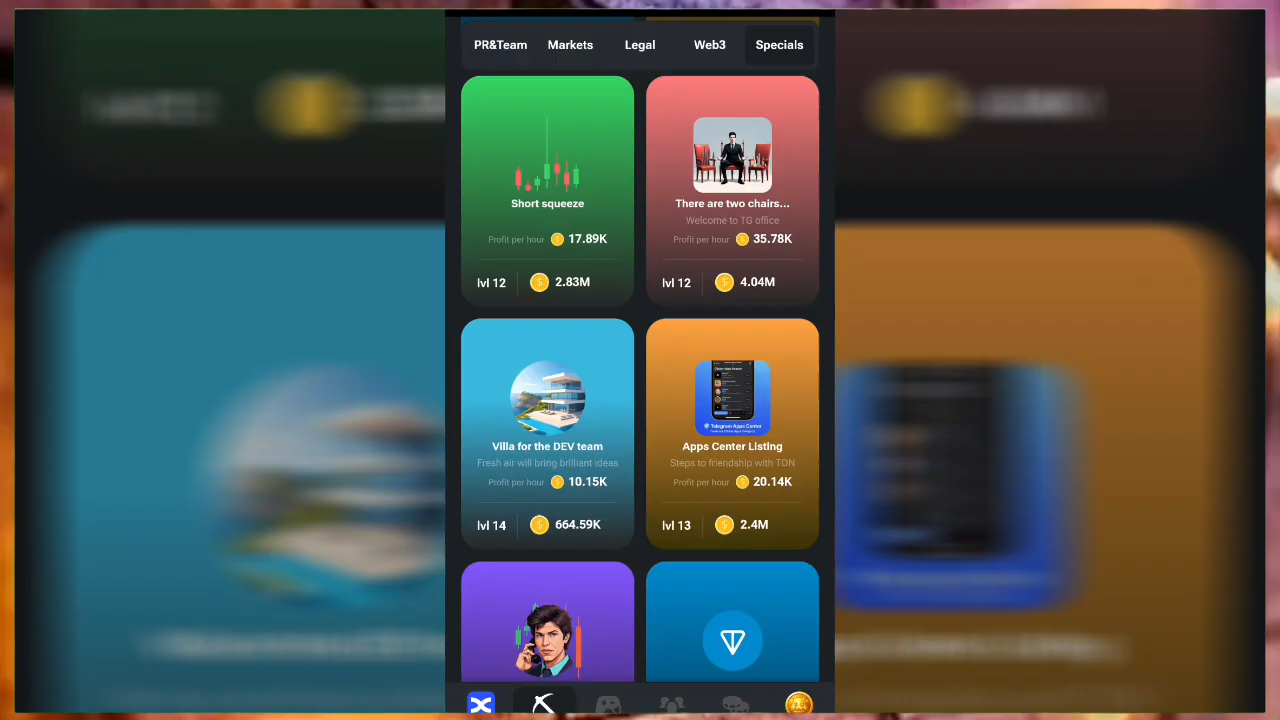 PR&Team Markets Legal Web3 Specials
Short squeeze
Profit per hour 17.89K
lvl 12 2.83M
There are two chairs...
Welcome to TG office
Profit per hour 35.78K
lvl 12 4.04M
Villa for the DEV team
Fresh air will bring brilliant ideas
Profit per hour 10.15K
lvl 14 664.59K
Telegram Apps Center
Apps Center Listing
Steps to friendship with TON
Profit per hour 20.14K
lvl 13 2.4M